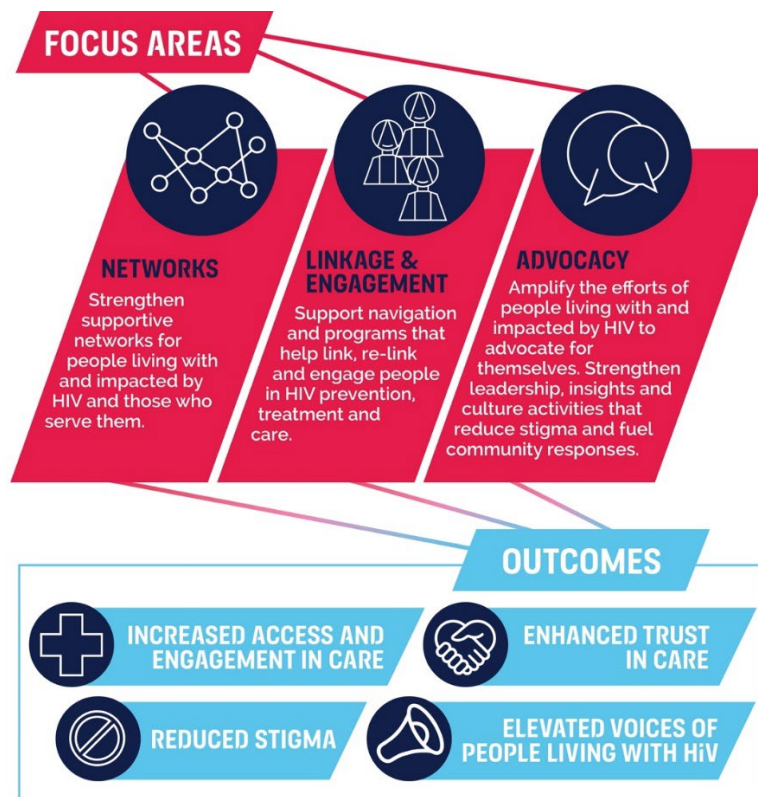 FOCUS AREAS
NETWORKS
Strengthen
supportive
networks for
people living with
and impacted by
HIV and those who
serve them.
LINKAGE &
ENGAGEMENT
Support navigation
and programs that
help link, re-link
and engage people
in HIV prevention,
treatment and
care.
ADVOCACY
Amplify the efforts of
people living with and
impacted by HIV to
advocate for
themselves. Strengthen
leadership, insights and
culture activities that
reduce stigma and fuel
community responses.
OUTCOMES
INCREASED ACCESS AND
ENGAGEMENT IN CARE
ENHANCED TRUST
IN CARE
REDUCED STIGMA
ELEVATED VOICES OF
PEOPLE LIVING WITH HiV